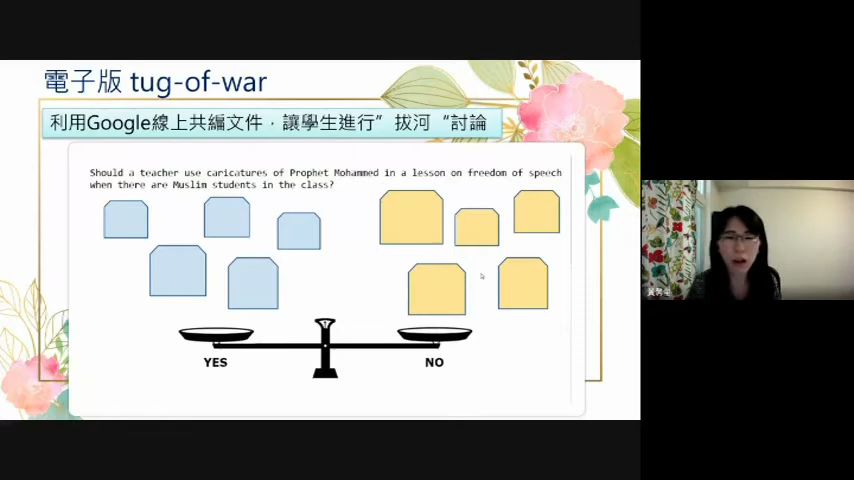 電子版 tug-of-war
利用Google線上共編文件，讓學生進行”拔河“討論
Should a teacher use caricatures of Prophet Mohammed in a lesson on freedom of speech
when there are Muslim students in the class?
YES
NO